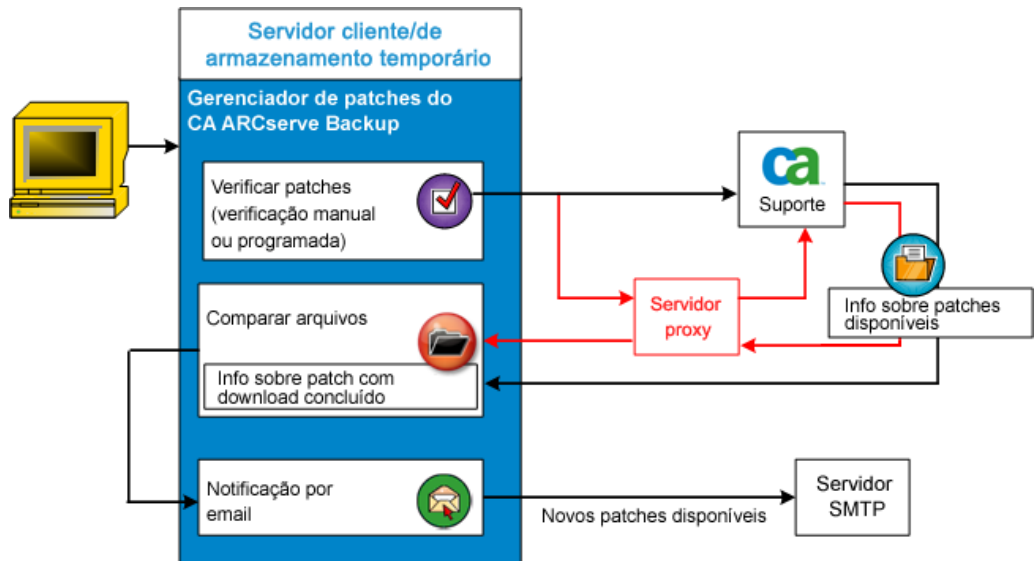 Servidor cliente/de
armazenamento temporário
Gerenciador de patches do
CA ARCserve Backup
Verificar patches
(verificação manual
ou programada)
ca
Suporte
Servidor
proxy
Info sobre patches
disponíveis
Comparar arquivos
Info sobre patch com
download concluído
Notificação por
email
Novos patches disponíveis
Servidor
SMTP